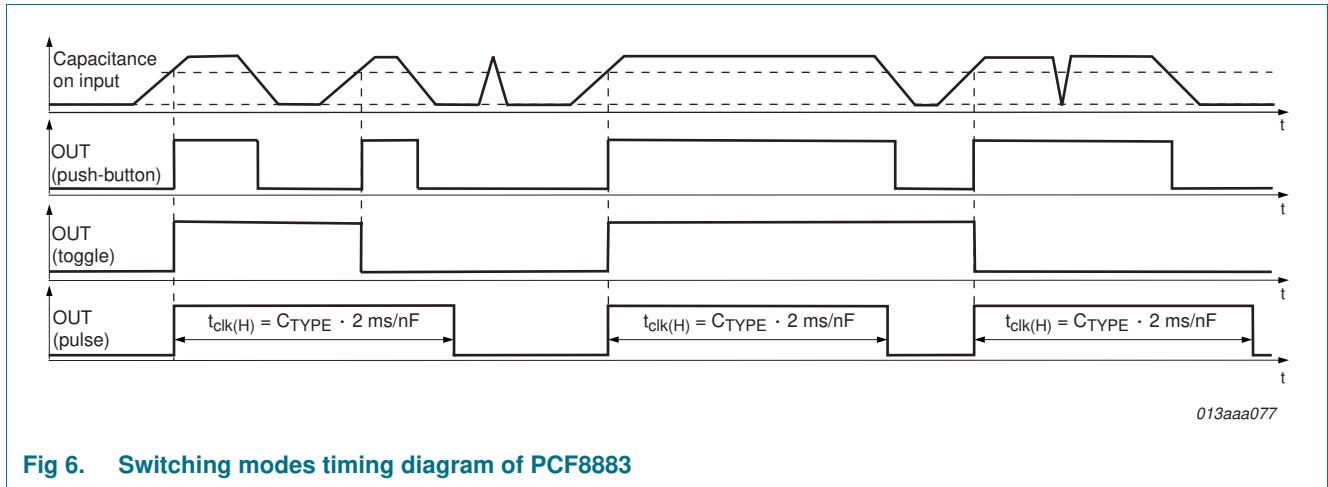 Capacitance
on input
t
OUT
(push-button)
t
OUT
(toggle)
t
OUT
(pulse)
tclk(H) = CTYPE · 2 ms/nF
tclk(H) = CTYPE · 2 ms/nF
tclk(H) = CTYPE · 2 ms/nF
t
013aaa077
Fig 6. Switching modes timing diagram of PCF8883